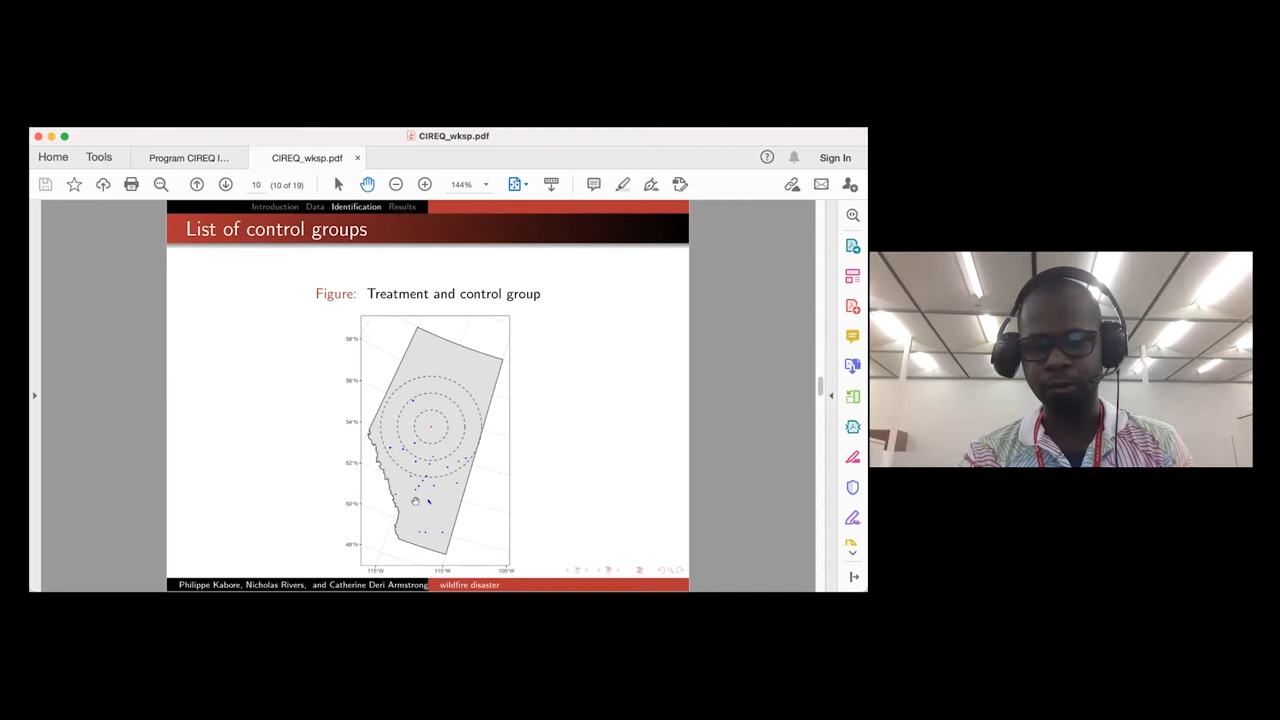 CIREQ_wksp.pdf
Home Tools Program CIREQ I... CIREQ_wksp.pdf × Sign In
10 (10 of 19) 144%
Introduction Data Identification Results
List of control groups
Figure: Treatment and control group
58°N
56°N
54°N
52°N
50°N
48°N
115°W 110°W 105°W
Philippe Kabore, Nicholas Rivers, and Catherine Deri Armstrong wildfire disaster